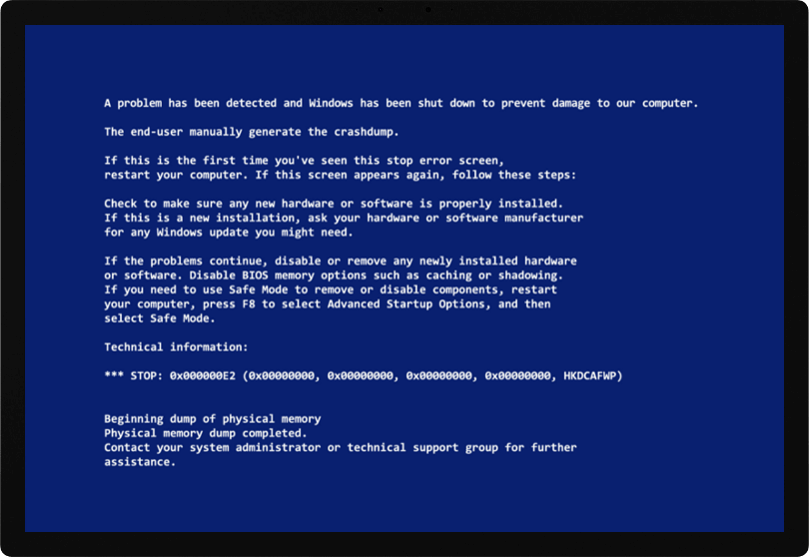 A problem has been detected and Windows has been shut down to prevent damage to our computer.
The end-user manually generate the crashdump.
If this is the first time you've seen this stop error screen,
restart your computer. If this screen appears again, follow these steps:
Check to make sure any new hardware or software is properly installed.
If this is a new installation, ask your hardware or software manufacturer
for any Windows update you might need.
If the problems continue, disable or remove any newly installed hardware
or software. Disable BIOS memory options such as caching or shadowing.
If you need to use Safe Mode to remove or disable components, restart
your computer, press F8 to select Advanced Startup Options, and then
select Safe Mode.
Technical information:
*** STOP: 0x000000E2 (0x00000000, 0x00000000, 0x00000000, 0x00000000, HKDCAFWP)
Beginning dump of physical memory
Physical memory dump completed.
Contact your system administrator or technical support group for further
assistance.